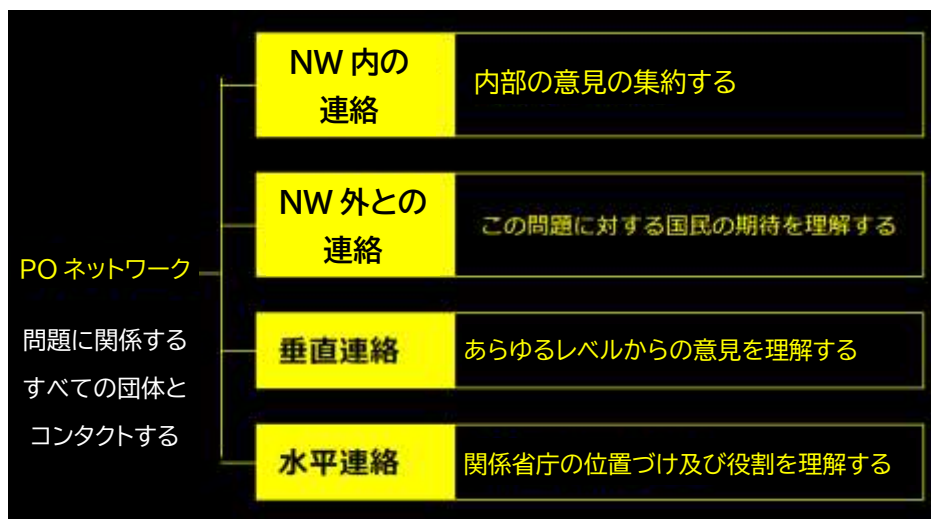 NW 内の
連絡
内部の意見の集約する
NW 外との
連絡
この問題に対する国民の期待を理解する
PO ネットワーク
問題に関係する
すべての団体と
コンタクトする
垂直連絡
あらゆるレベルからの意見を理解する
水平連絡
関係省庁の位置づけ及び役割を理解する